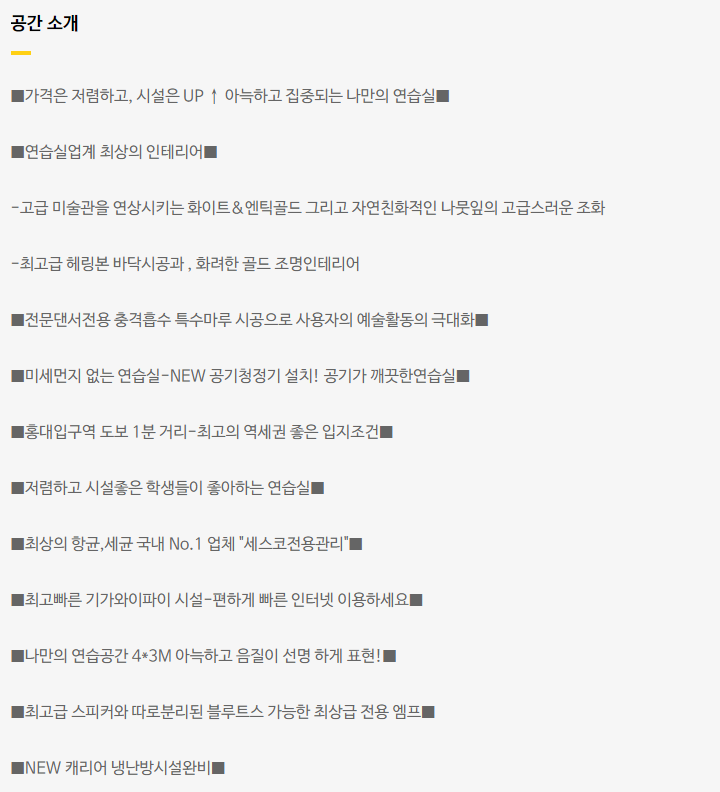 공간 소개
■가격은 저렴하고, 시설은 UP ↑ 아늑하고 집중되는 나만의 연습실■
■연습실업계 최상의 인테리어■
-고급 미술관을 연상시키는 화이트&엔틱골드 그리고 자연친화적인 나뭇잎의 고급스러운 조화
-최고급 헤링본 바닥시공과 , 화려한 골드 조명인테리어
■전문댄서전용 충격흡수 특수마루 시공으로 사용자의 예술활동의 극대화■
■미세먼지 없는 연습실-NEW 공기청정기 설치! 공기가 깨끗한연습실■
■홍대입구역 도보 1분 거리-최고의 역세권 좋은 입지조건■
■저렴하고 시설좋은 학생들이 좋아하는 연습실■
■최상의 항균,세균 국내 No.1 업체 "세스코전용관리"■
■최고빠른 기가와이파이 시설-편하게 빠른 인터넷 이용하세요■
■나만의 연습공간 4*3M 아늑하고 음질이 선명 하게 표현!■
■최고급 스피커와 따로분리된 블루트스 가능한 최상급 전용 엠프■
■NEW 캐리어 냉난방시설완비■